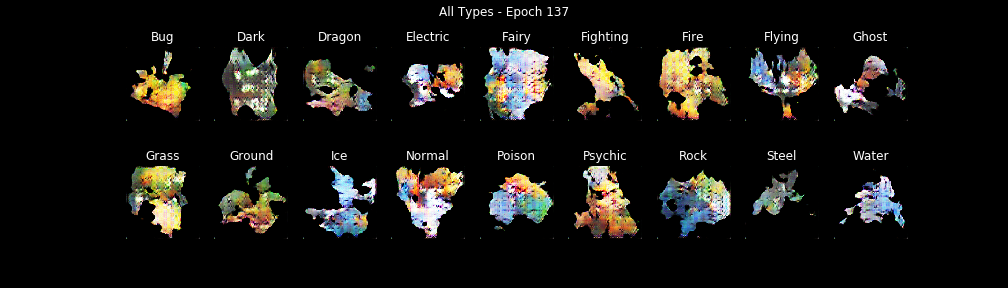 All Types - Epoch 137
Bug Dark Dragon Electric Fairy Fighting Fire Flying Ghost
Grass Ground Ice Normal Poison Psychic Rock Steel Water